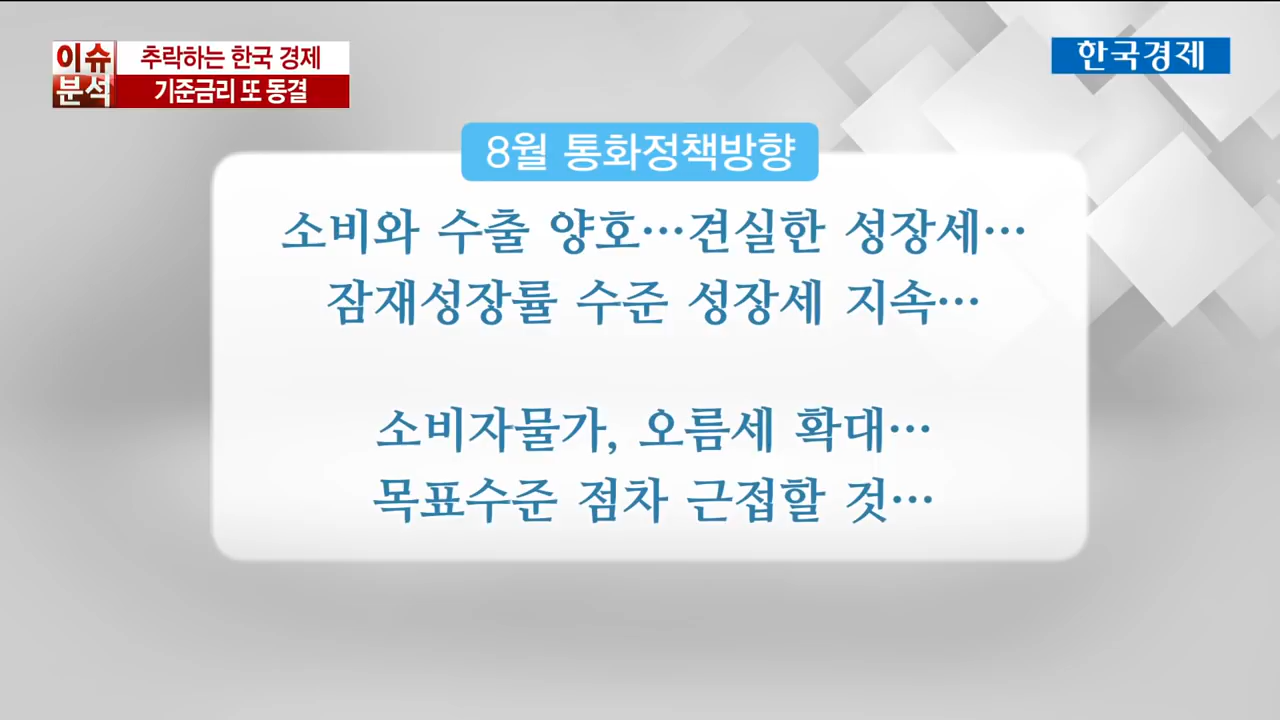 이슈
분석
추락하는 한국 경제
기준금리 또 동결
한국경제
8월 통화정책방향
소비와 수출 양호…견실한 성장세…
잠재성장률 수준 성장세 지속…
소비자물가, 오름세 확대…
목표수준 점차 근접할 것…